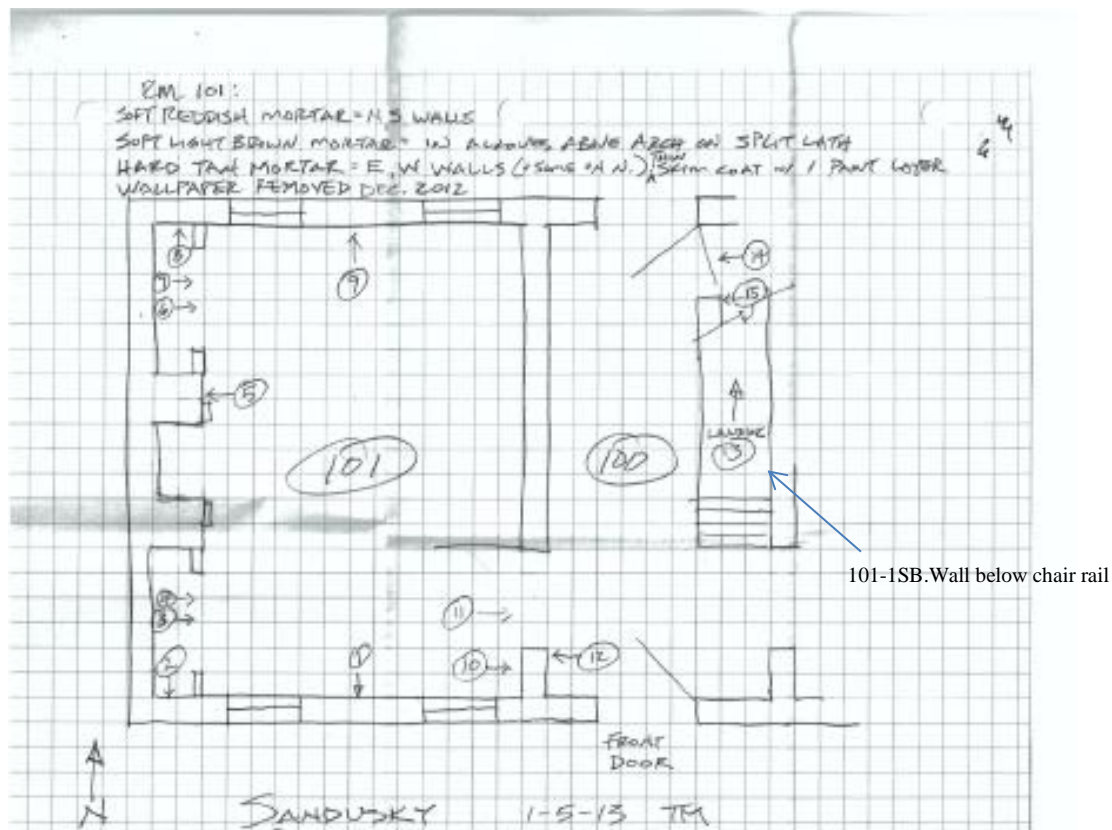 RM 101:
SOFT REDDISH MORTAR = N, S WALLS
SOFT LIGHT BROWN MORTAR = IN ALCOVES, ABOVE ARCH ON SPLIT LATH
HARD TAN MORTAR = E, W WALLS (+ SOME ON N.), THIN SKIM COAT w/ 1 PAINT LAYER
WALLPAPER REMOVED DEC. 2012
8
7
6
9
14
15
5
101
100
LANDING
13
101-1SB.Wall below chair rail
3
11
2
1
10
12
FRONT
DOOR
N
SANDUSKY 1-5-13 TM